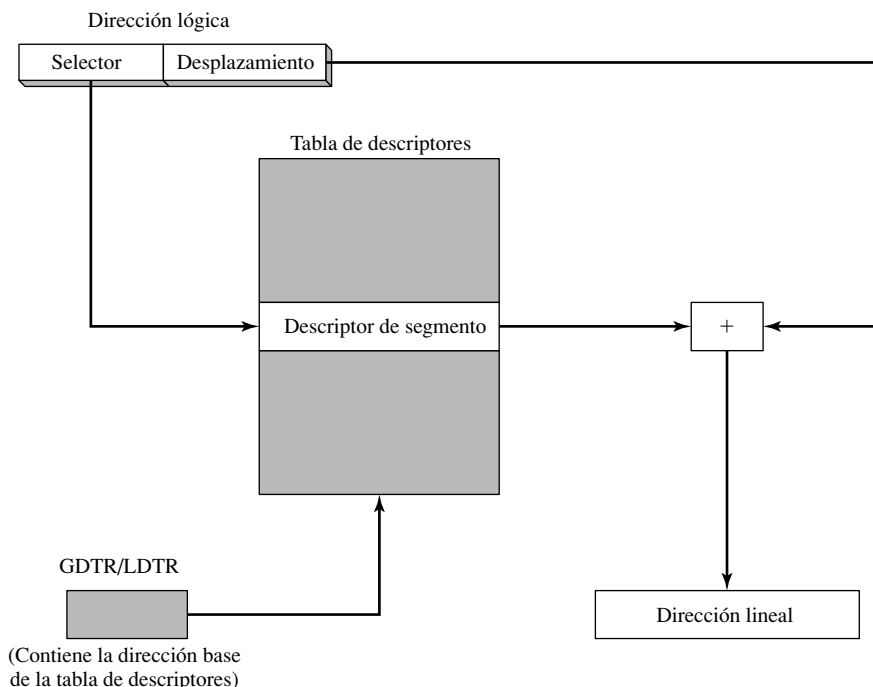 Dirección lógica
Selector
Desplazamiento
Tabla de descriptores
Descriptor de segmento
+
GDTR/LDTR
Dirección lineal
(Contiene la dirección base
de la tabla de descriptores)